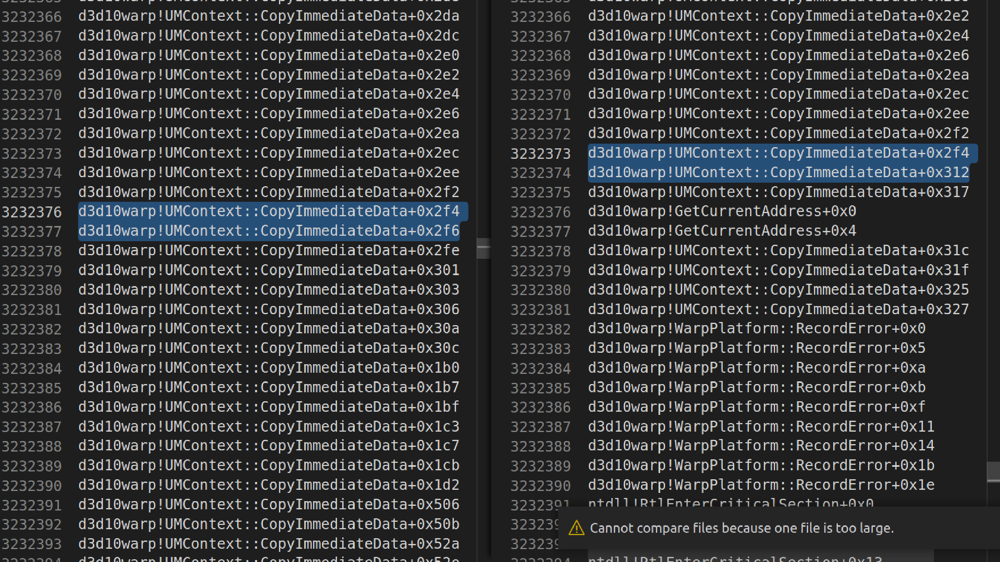 3232366 d3d10warp!UMContext::CopyImmediateData+0x2da
3232367 d3d10warp!UMContext::CopyImmediateData+0x2dc
3232368 d3d10warp!UMContext::CopyImmediateData+0x2e0
3232369 d3d10warp!UMContext::CopyImmediateData+0x2e2
3232370 d3d10warp!UMContext::CopyImmediateData+0x2e4
3232371 d3d10warp!UMContext::CopyImmediateData+0x2e6
3232372 d3d10warp!UMContext::CopyImmediateData+0x2ea
3232373 d3d10warp!UMContext::CopyImmediateData+0x2ec
3232374 d3d10warp!UMContext::CopyImmediateData+0x2ee
3232375 d3d10warp!UMContext::CopyImmediateData+0x2f2
3232376 d3d10warp!UMContext::CopyImmediateData+0x2f4
3232377 d3d10warp!UMContext::CopyImmediateData+0x2f6
3232378 d3d10warp!UMContext::CopyImmediateData+0x2fe
3232379 d3d10warp!UMContext::CopyImmediateData+0x301
3232380 d3d10warp!UMContext::CopyImmediateData+0x303
3232381 d3d10warp!UMContext::CopyImmediateData+0x306
3232382 d3d10warp!UMContext::CopyImmediateData+0x30a
3232383 d3d10warp!UMContext::CopyImmediateData+0x30c
3232384 d3d10warp!UMContext::CopyImmediateData+0x1b0
3232385 d3d10warp!UMContext::CopyImmediateData+0x1b7
3232386 d3d10warp!UMContext::CopyImmediateData+0x1bf
3232387 d3d10warp!UMContext::CopyImmediateData+0x1c3
3232388 d3d10warp!UMContext::CopyImmediateData+0x1c7
3232389 d3d10warp!UMContext::CopyImmediateData+0x1cb
3232390 d3d10warp!UMContext::CopyImmediateData+0x1d2
3232391 d3d10warp!UMContext::CopyImmediateData+0x506
3232392 d3d10warp!UMContext::CopyImmediateData+0x50b
3232393 d3d10warp!UMContext::CopyImmediateData+0x52a
3232366 d3d10warp!UMContext::CopyImmediateData+0x2e2
3232367 d3d10warp!UMContext::CopyImmediateData+0x2e4
3232368 d3d10warp!UMContext::CopyImmediateData+0x2e6
3232369 d3d10warp!UMContext::CopyImmediateData+0x2ea
3232370 d3d10warp!UMContext::CopyImmediateData+0x2ec
3232371 d3d10warp!UMContext::CopyImmediateData+0x2ee
3232372 d3d10warp!UMContext::CopyImmediateData+0x2f2
3232373 d3d10warp!UMContext::CopyImmediateData+0x2f4
3232374 d3d10warp!UMContext::CopyImmediateData+0x312
3232375 d3d10warp!UMContext::CopyImmediateData+0x317
3232376 d3d10warp!GetCurrentAddress+0x0
3232377 d3d10warp!GetCurrentAddress+0x4
3232378 d3d10warp!UMContext::CopyImmediateData+0x31c
3232379 d3d10warp!UMContext::CopyImmediateData+0x31f
3232380 d3d10warp!UMContext::CopyImmediateData+0x325
3232381 d3d10warp!UMContext::CopyImmediateData+0x327
3232382 d3d10warp!WarpPlatform::RecordError+0x0
3232383 d3d10warp!WarpPlatform::RecordError+0x5
3232384 d3d10warp!WarpPlatform::RecordError+0xa
3232385 d3d10warp!WarpPlatform::RecordError+0xb
3232386 d3d10warp!WarpPlatform::RecordError+0xf
3232387 d3d10warp!WarpPlatform::RecordError+0x11
3232388 d3d10warp!WarpPlatform::RecordError+0x14
3232389 d3d10warp!WarpPlatform::RecordError+0x1b
3232390 d3d10warp!WarpPlatform::RecordError+0x1e
3232391 ntdll!RtlEnterCriticalSection+0x0
Cannot compare files because one file is too large.
ntdll!RtlEnterCriticalSection+0x13